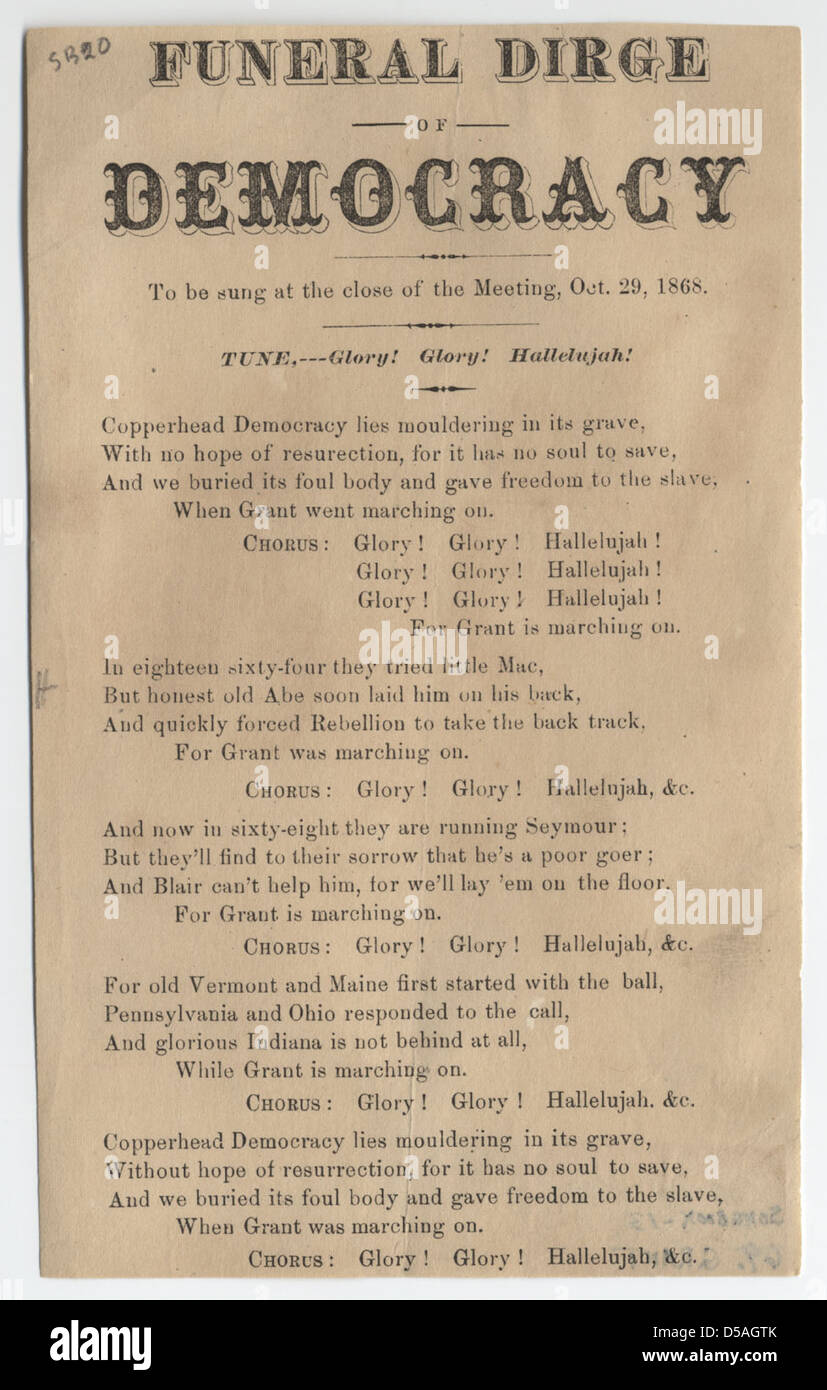 SB20
FUNERAL DIRGE
OF
DEMOCRACY
To be sung at the close of the Meeting, Oct. 29, 1868.
TUNE,---Glory! Glory! Hallelujah!
Copperhead Democracy lies mouldering in its grave,
With no hope of resurection, for it has no soul to save,
And we buried its foul body and gave freedom to the slave,
When Grant went marching on.
CHORUS: Glory! Glory! Hallelujah!
Glory! Glory! Hallelujah!
Glory! Glory! Hallelujah!
For Grant is marching on.
In eighteen sixty-four they tried little Mac,
But honest old Abe soon laid him on his back,
And quickly forced Rebellion to take the back track,
For Grant was marching on.
CHORUS: Glory! Glory! Hallelujah, &c.
And now in sixty-eight they are running Seymour;
But they'll find to their sorrow that he's a poor goer;
And Blair can't help him, for we'll lay 'em on the floor.
For Grant is marching on.
CHORUS: Glory! Glory! Hallelujah, &c.
For old Vermont and Maine first started with the ball,
Pennsylvania and Ohio responded to the call,
And glorious Indiana is not behind at all,
While Grant is marching on.
CHORUS: Glory! Glory! Hallelujah. &c.
Copperhead Democracy lies mouldering in its grave,
Without hope of resurrection, for it has no soul to save,
And we buried its foul body and gave freedom to the slave,
When Grant was marching on.
CHORUS: Glory! Glory! Hallelujah, &c.
alamy
alamy
alamy
alamy
Image ID: D5AGTK
www.alamy.com